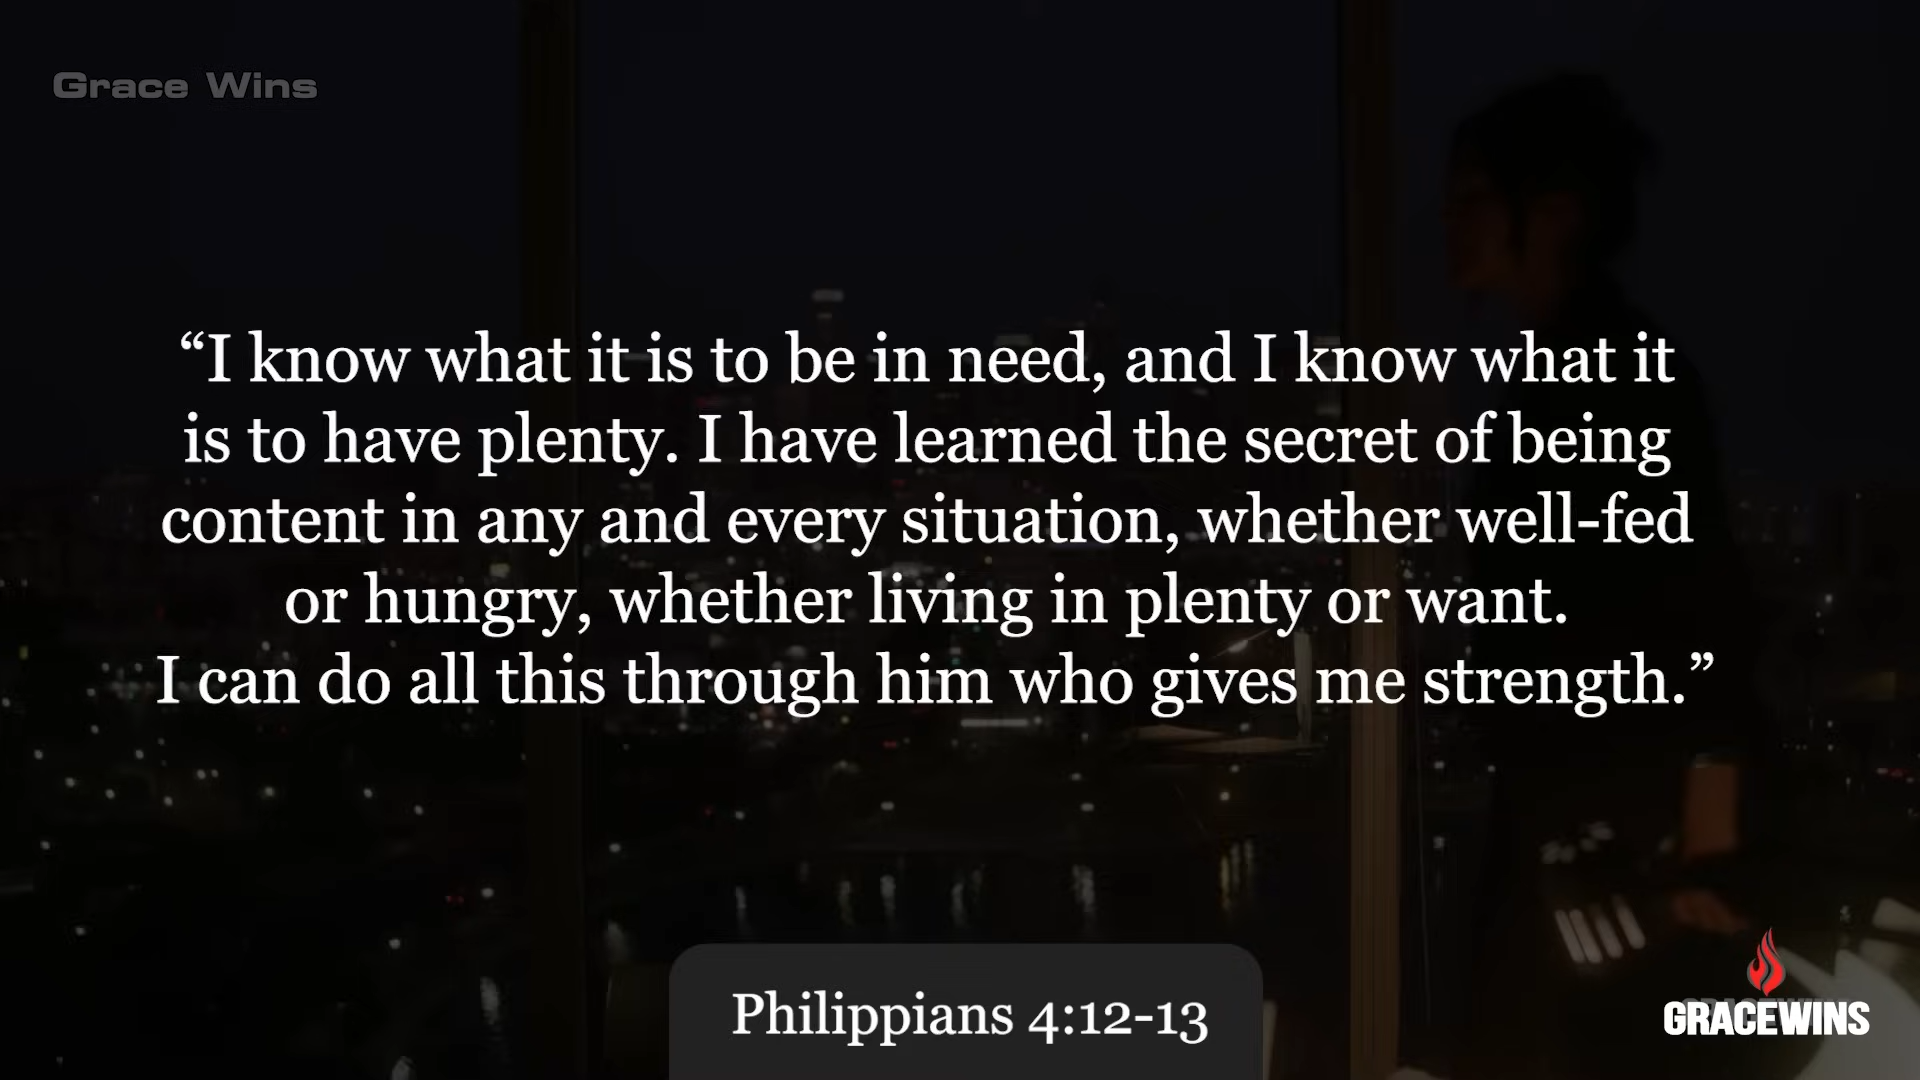 Grace Wins
“I know what it is to be in need, and I know what it
is to have plenty. I have learned the secret of being
content in any and every situation, whether well-fed
or hungry, whether living in plenty or want.
I can do all this through him who gives me strength.”
Philippians 4:12-13
GRACEWINS